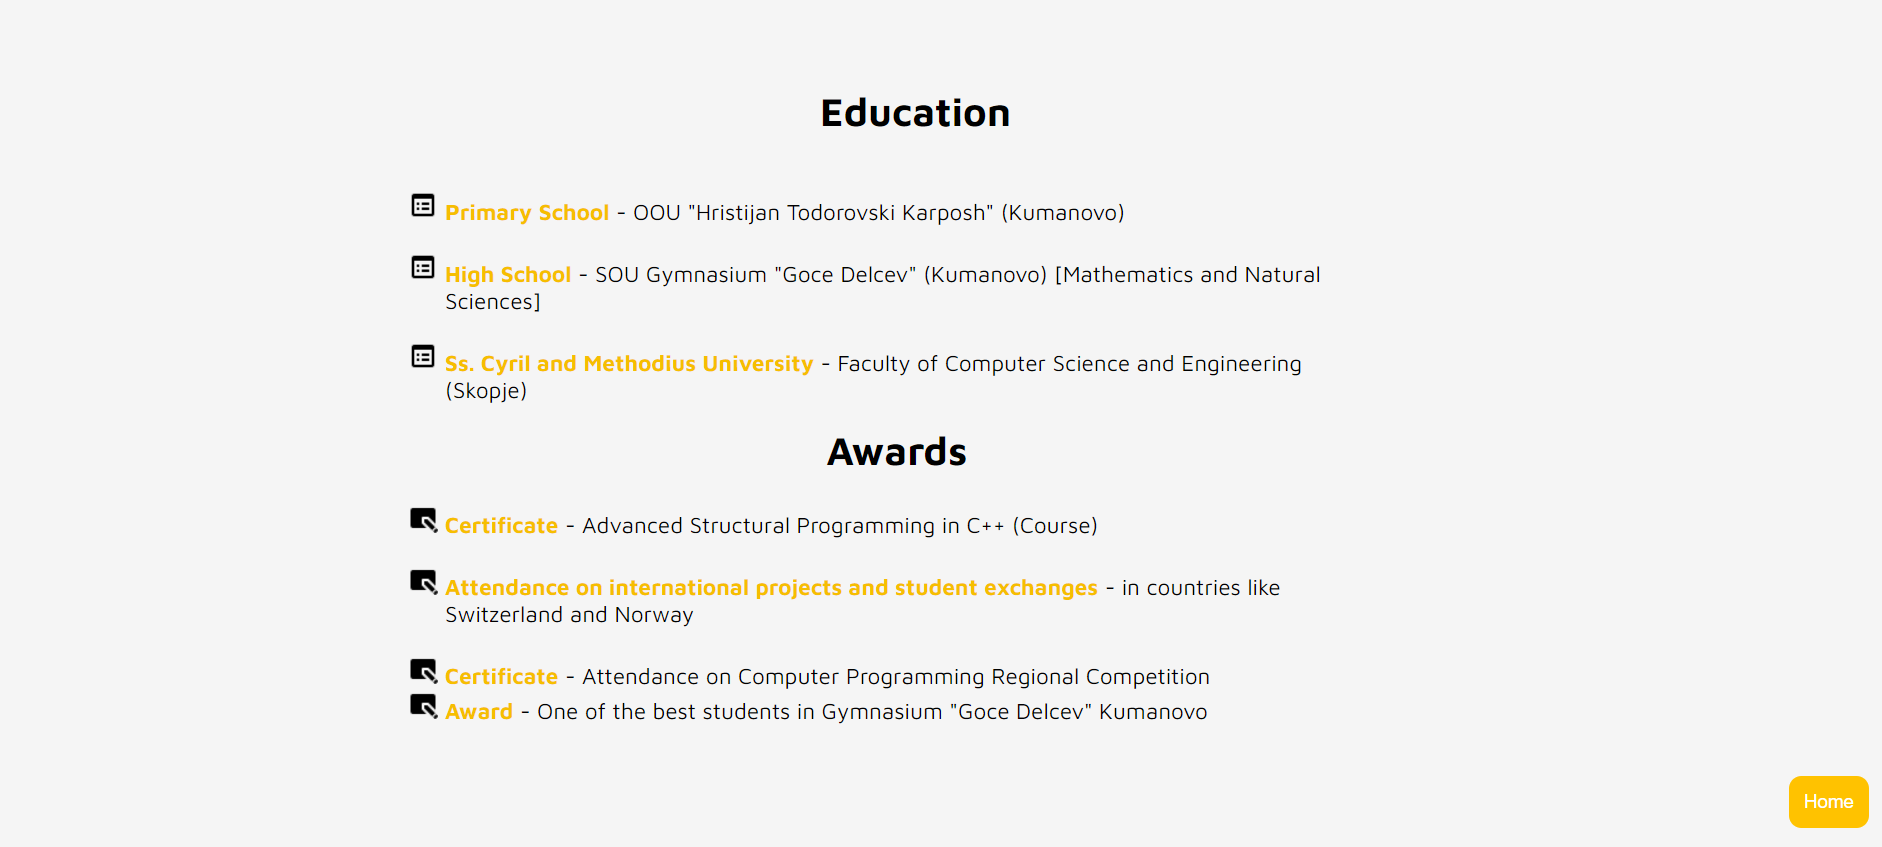 Education
Primary School - OOU "Hristijan Todorovski Karposh" (Kumanovo)
High School - SOU Gymnasium "Goce Delcev" (Kumanovo) [Mathematics and Natural
Sciences]
Ss. Cyril and Methodius University - Faculty of Computer Science and Engineering
(Skopje)
Awards
Certificate - Advanced Structural Programming in C++ (Course)
Attendance on international projects and student exchanges - in countries like
Switzerland and Norway
Certificate - Attendance on Computer Programming Regional Competition
Award - One of the best students in Gymnasium "Goce Delcev" Kumanovo
Home